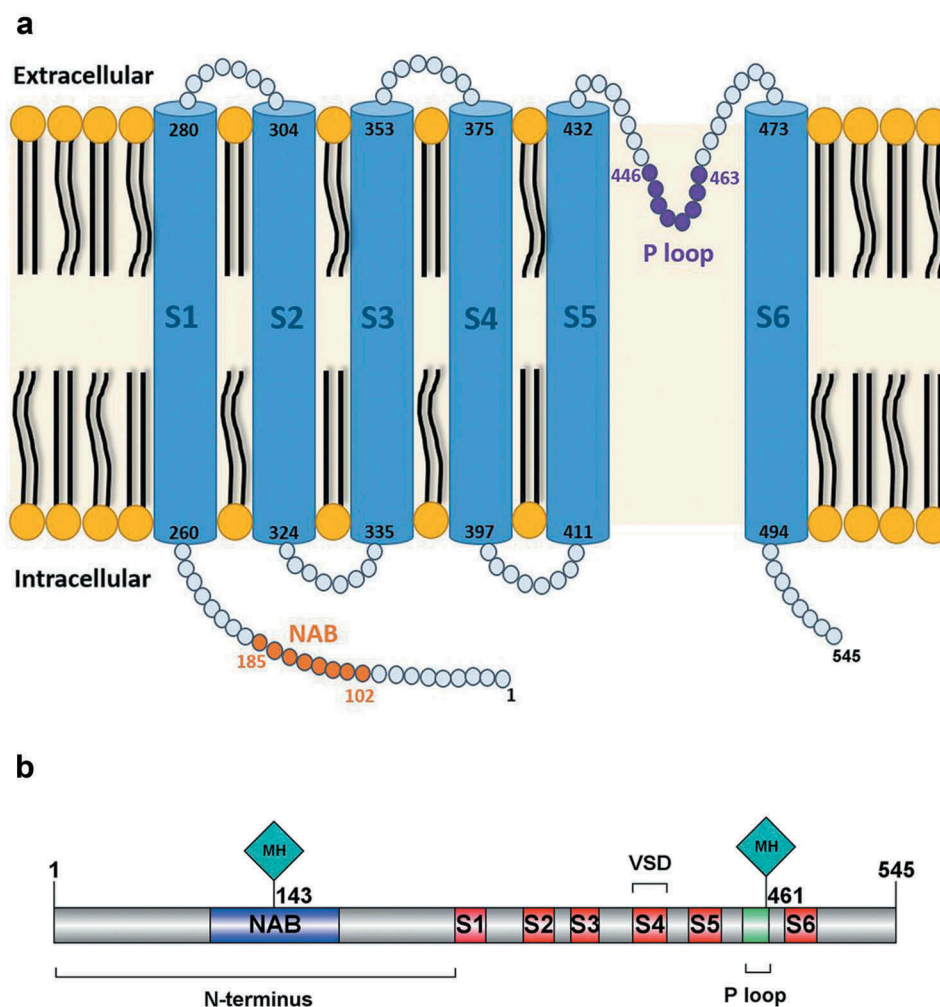 a
Extracellular
280 304 353 375 432 473
446 463
P loop
S1 S2 S3 S4 S5 S6
260 324 335 397 411 494
Intracellular
NAB
185
102
1
545
b
MH MH
1 VSD 545
143 461
NAB S1 S2 S3 S4 S5 S6
N-terminus P loop